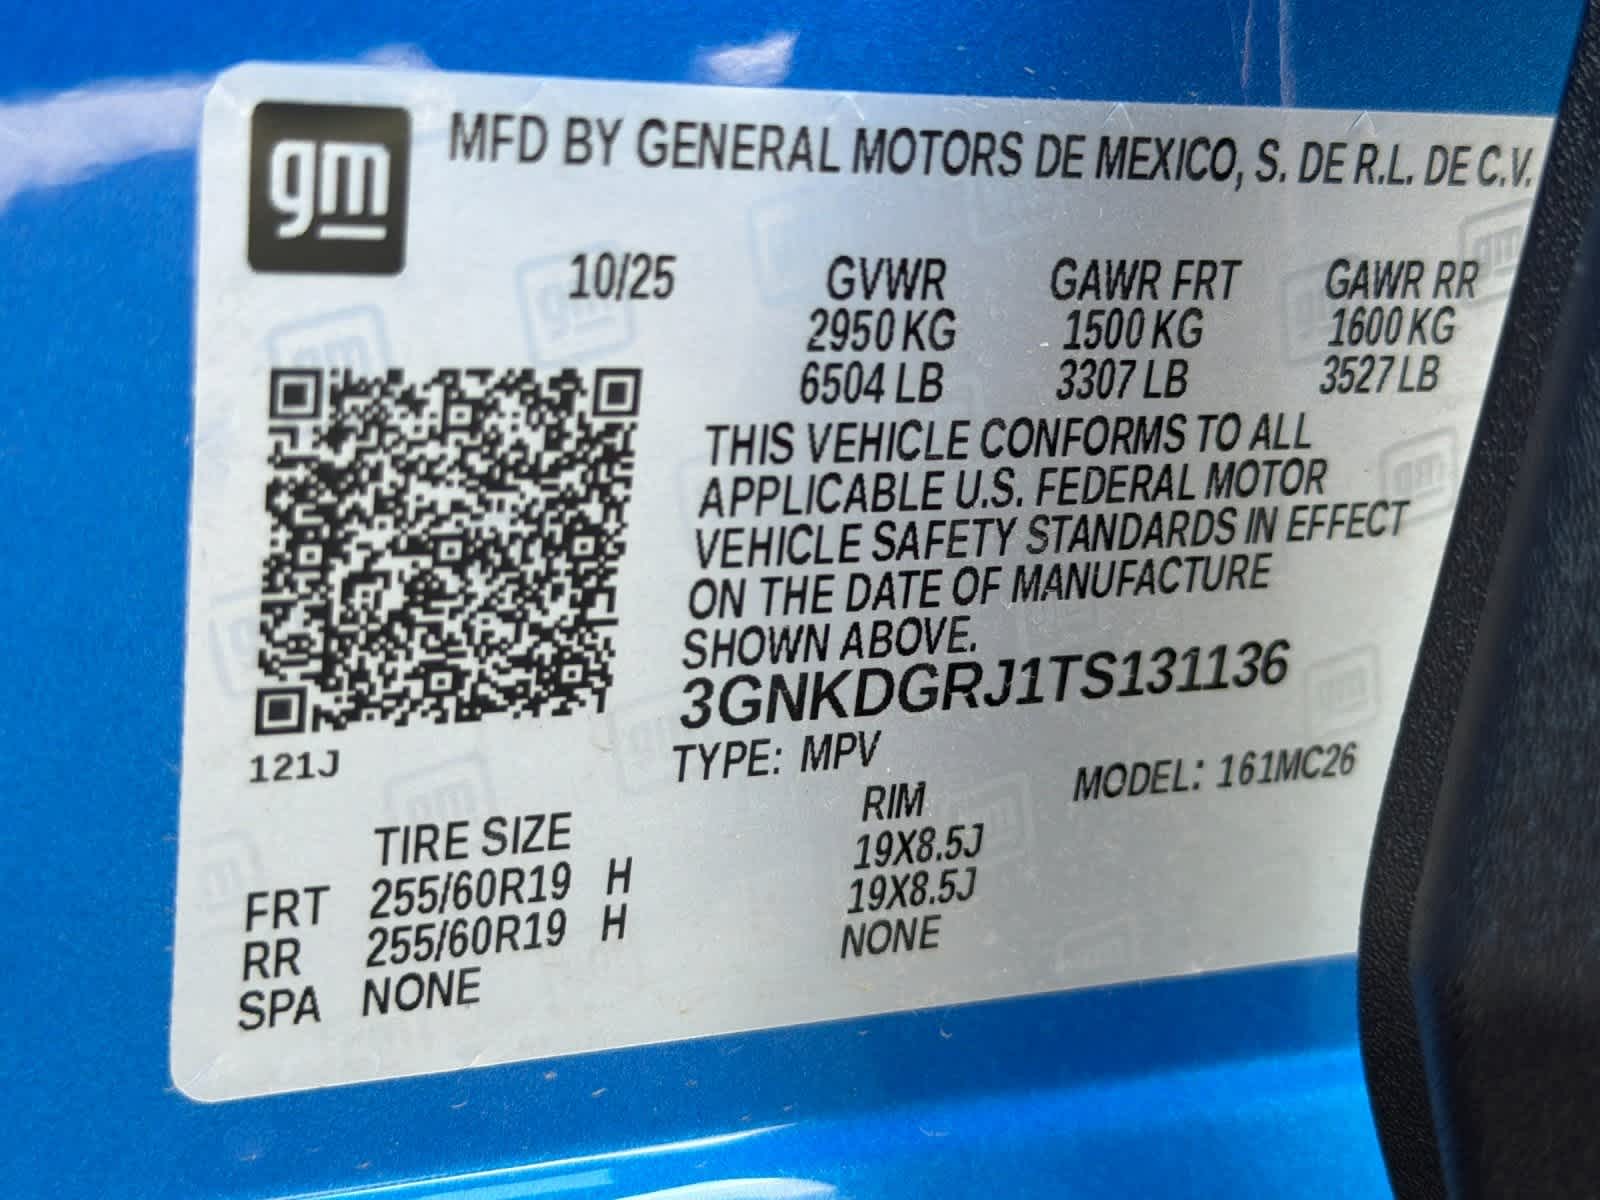 gm
MFD BY GENERAL MOTORS DE MEXICO, S. DE R.L. DE C.V.
10/25 GVWR GAWR FRT GAWR RR
2950 KG 1500 KG 1600 KG
6504 LB 3307 LB 3527 LB
THIS VEHICLE CONFORMS TO ALL
APPLICABLE U.S. FEDERAL MOTOR
VEHICLE SAFETY STANDARDS IN EFFECT
ON THE DATE OF MANUFACTURE
SHOWN ABOVE.
3GNKDGRJ1TS131136
121J
TYPE: MPV MODEL: 161MC26
TIRE SIZE RIM
FRT 255/60R19 H 19X8.5J
RR 255/60R19 H 19X8.5J
SPA NONE NONE